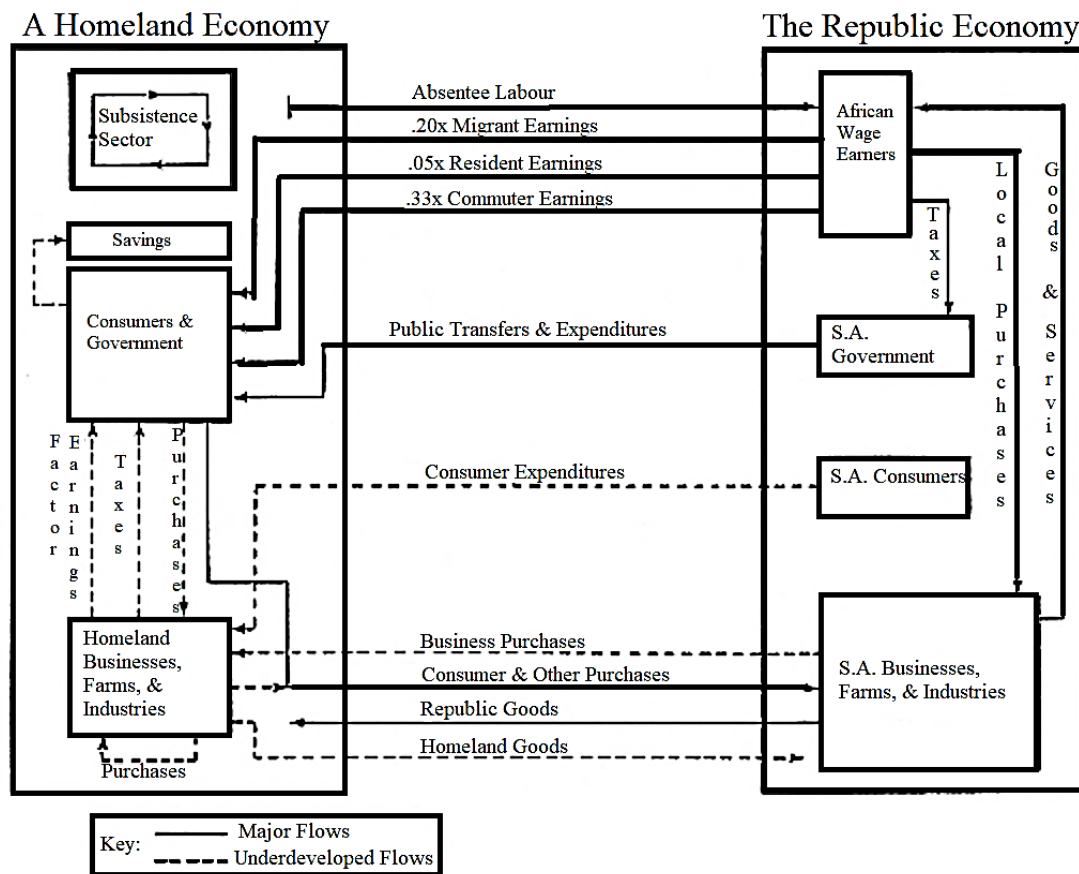 A Homeland Economy
The Republic Economy
Subsistence
Sector
Savings
Consumers &
Government
Factor
Earnings
Taxes
Purchases
Homeland
Businesses,
Farms, &
Industries
Purchases
Absentee Labour
.20x Migrant Earnings
.05x Resident Earnings
.33x Commuter Earnings
Public Transfers & Expenditures
Consumer Expenditures
Business Purchases
Consumer & Other Purchases
Republic Goods
Homeland Goods
African
Wage
Earners
Taxes
Local Purchases
Goods & Services
S.A.
Government
S.A. Consumers
S.A. Businesses,
Farms, & Industries
Key:
Major Flows
Underdeveloped Flows